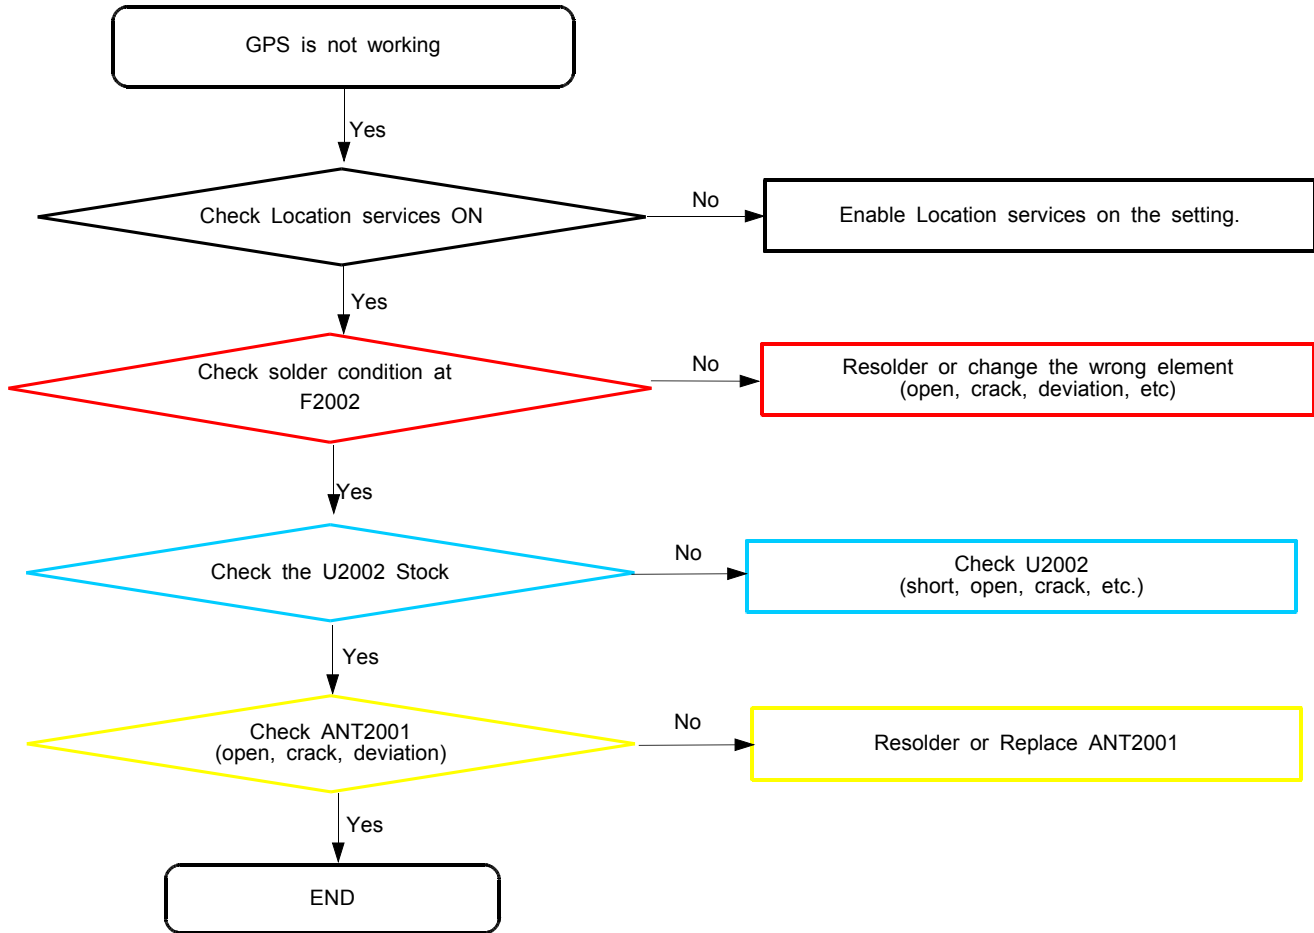 GPS is not working
Yes
Check Location services ON
No
Enable Location services on the setting.
Yes
Check solder condition at
F2002
No
Resolder or change the wrong element
(open, crack, deviation, etc)
Yes
Check the U2002 Stock
No
Check U2002
(short, open, crack, etc.)
Yes
Check ANT2001
(open, crack, deviation)
No
Resolder or Replace ANT2001
Yes
END